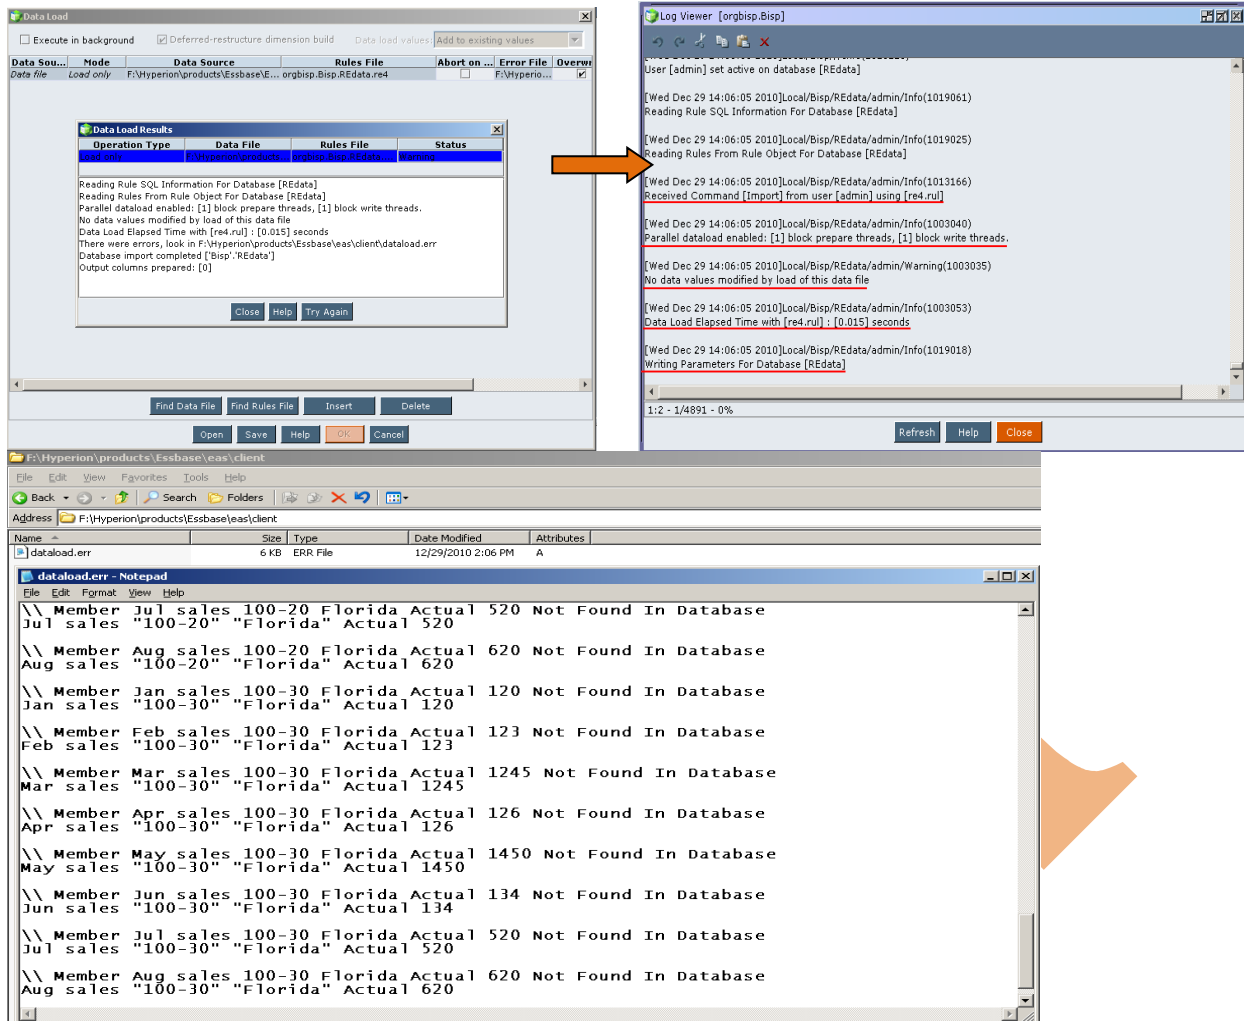 Data Load
Execute in background
Deferred-restructure dimension build
Data load values:
Add to existing values
Data Sou... Mode Data Source Rules File Abort on ... Error File Overwr
Data file Load only F:\Hyperion\products\Essbase\E... orgbisp.Bisp.REdata.re4 F:\Hyperio...
Data Load Results
Operation Type Data File Rules File Status
Load only F:\Hyperion\products... orgbisp.Bisp.REdata... Warning
Reading Rule SQL Information For Database [REdata]
Reading Rules From Rule Object For Database [REdata]
Parallel dataload enabled: [1] block prepare threads, [1] block write threads.
No data values modified by load of this data file
Data Load Elapsed Time with [re4.rul] : [0.015] seconds
There were errors, look in F:\Hyperion\products\Essbase\eas\client\dataload.err
Database import completed ['Bisp'.'REdata']
Output columns prepared: [0]
Close Help Try Again
Find Data File Find Rules File Insert Delete
Open Save Help OK Cancel
Log Viewer [orgbisp.Bisp]
User [admin] set active on database [REdata]
[Wed Dec 29 14:06:05 2010]Local/Bisp/REdata/admin/Info(1019061)
Reading Rule SQL Information For Database [REdata]
[Wed Dec 29 14:06:05 2010]Local/Bisp/REdata/admin/Info(1019025)
Reading Rules From Rule Object For Database [REdata]
[Wed Dec 29 14:06:05 2010]Local/Bisp/REdata/admin/Info(1013166)
Received Command [Import] from user [admin] using [re4.rul]
[Wed Dec 29 14:06:05 2010]Local/Bisp/REdata/admin/Info(1003040)
Parallel dataload enabled: [1] block prepare threads, [1] block write threads.
[Wed Dec 29 14:06:05 2010]Local/Bisp/REdata/admin/Warning(1003035)
No data values modified by load of this data file
[Wed Dec 29 14:06:05 2010]Local/Bisp/REdata/admin/Info(1003053)
Data Load Elapsed Time with [re4.rul] : [0.015] seconds
[Wed Dec 29 14:06:05 2010]Local/Bisp/REdata/admin/Info(1019018)
Writing Parameters For Database [REdata]
1:2 - 1/4891 - 0%
Refresh Help Close
F:\Hyperion\products\Essbase\eas\client
File Edit View Favorites Tools Help
Back Search Folders
Address F:\Hyperion\products\Essbase\eas\client
Name Size Type Date Modified Attributes
dataload.err 6 KB ERR File 12/29/2010 2:06 PM A
dataload.err - Notepad
File Edit Format View Help
\\ Member Jul sales 100-20 Florida Actual 520 Not Found In Database
Jul sales "100-20" "Florida" Actual 520
\\ Member Aug sales 100-20 Florida Actual 620 Not Found In Database
Aug sales "100-20" "Florida" Actual 620
\\ Member Jan sales 100-30 Florida Actual 120 Not Found In Database
Jan sales "100-30" "Florida" Actual 120
\\ Member Feb sales 100-30 Florida Actual 123 Not Found In Database
Feb sales "100-30" "Florida" Actual 123
\\ Member Mar sales 100-30 Florida Actual 1245 Not Found In Database
Mar sales "100-30" "Florida" Actual 1245
\\ Member Apr sales 100-30 Florida Actual 126 Not Found In Database
Apr sales "100-30" "Florida" Actual 126
\\ Member May sales 100-30 Florida Actual 1450 Not Found In Database
May sales "100-30" "Florida" Actual 1450
\\ Member Jun sales 100-30 Florida Actual 134 Not Found In Database
Jun sales "100-30" "Florida" Actual 134
\\ Member Jul sales 100-30 Florida Actual 520 Not Found In Database
Jul sales "100-30" "Florida" Actual 520
\\ Member Aug sales 100-30 Florida Actual 620 Not Found In Database
Aug sales "100-30" "Florida" Actual 620